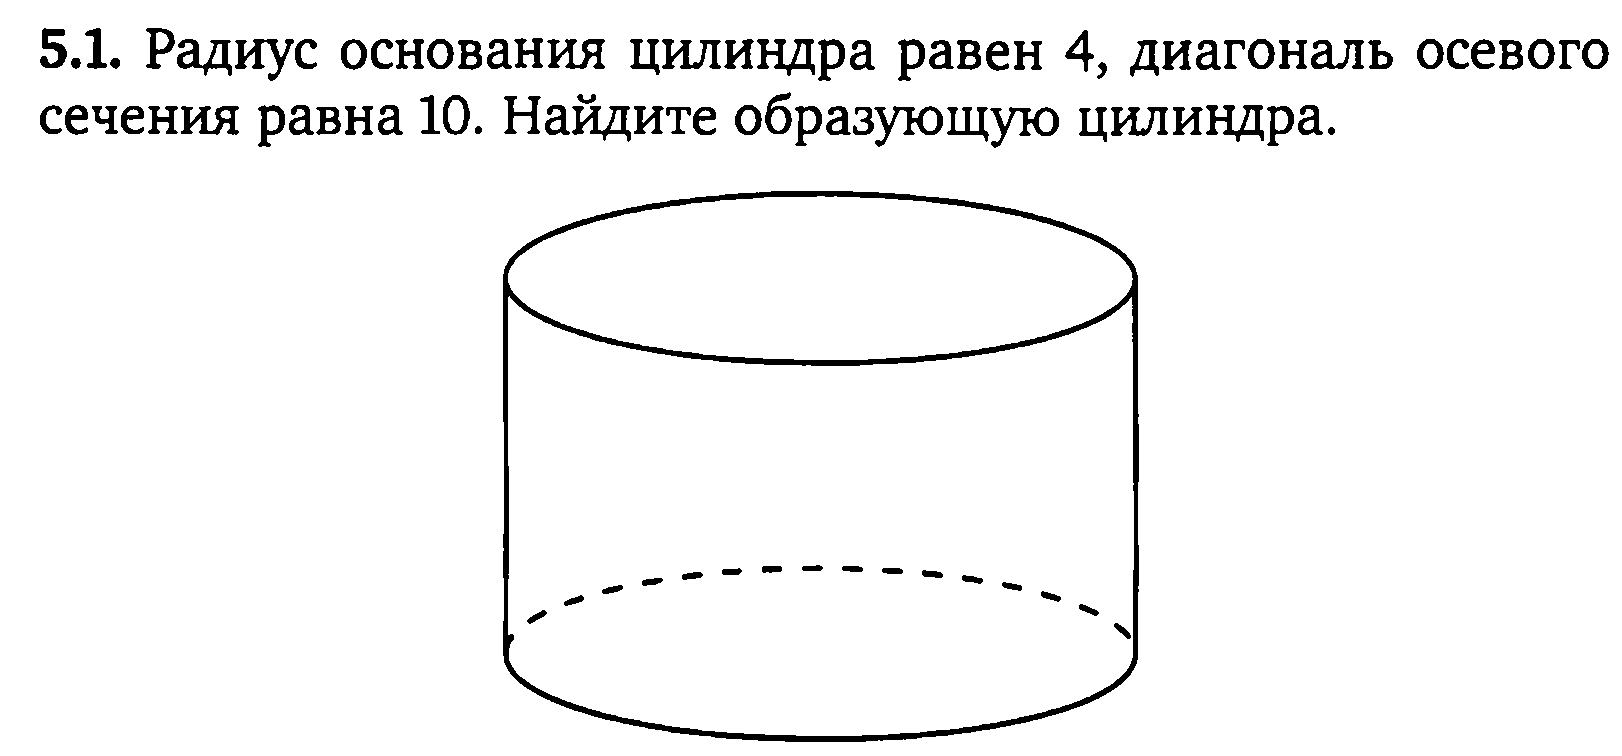 5.1. Радиус основания цилиндра равен 4, диагональ осевого
сечения равна 10. Найдите образующую цилиндра.